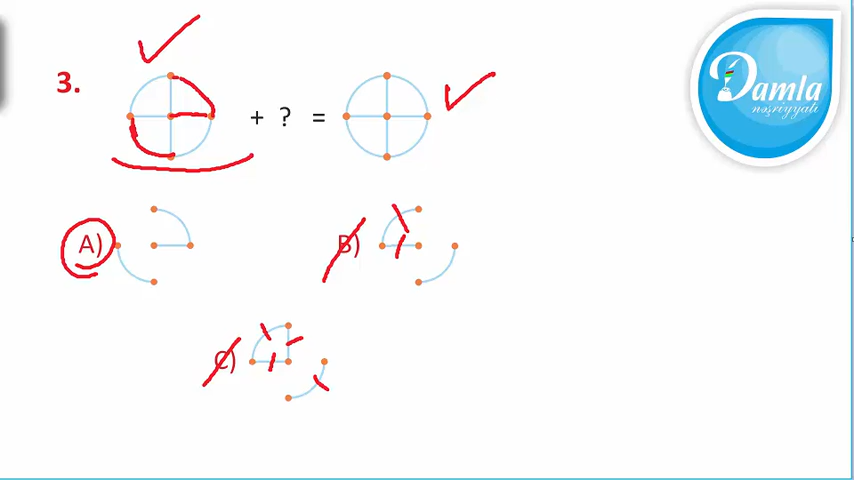 3.
+ ? =
Damla
nəşriyyatı
A)
B)
C)